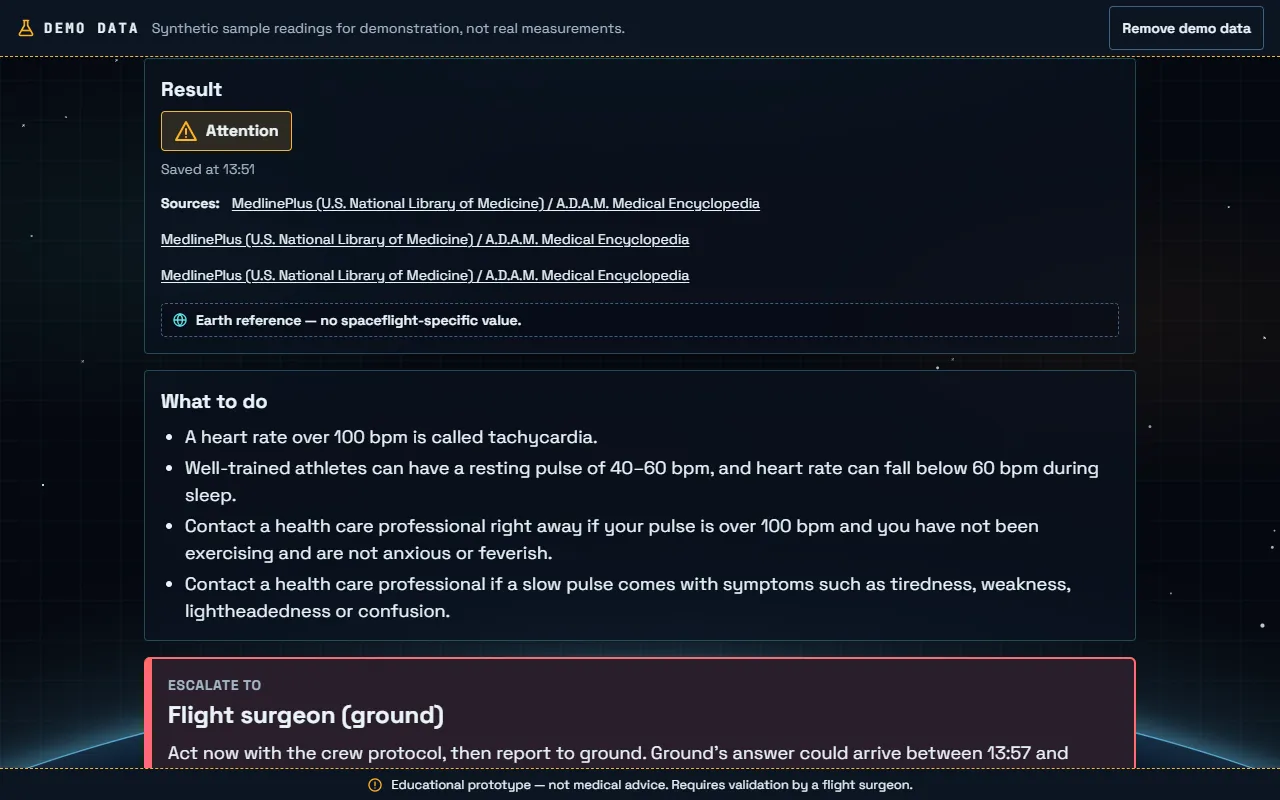 DEMO DATA Synthetic sample readings for demonstration, not real measurements.
Remove demo data
Result
Attention
Saved at 13:51
Sources: MedlinePlus (U.S. National Library of Medicine) / A.D.A.M. Medical Encyclopedia
MedlinePlus (U.S. National Library of Medicine) / A.D.A.M. Medical Encyclopedia
MedlinePlus (U.S. National Library of Medicine) / A.D.A.M. Medical Encyclopedia
Earth reference — no spaceflight-specific value.
What to do
• A heart rate over 100 bpm is called tachycardia.
• Well-trained athletes can have a resting pulse of 40–60 bpm, and heart rate can fall below 60 bpm during
sleep.
• Contact a health care professional right away if your pulse is over 100 bpm and you have not been
exercising and are not anxious or feverish.
• Contact a health care professional if a slow pulse comes with symptoms such as tiredness, weakness,
lightheadedness or confusion.
ESCALATE TO
Flight surgeon (ground)
Act now with the crew protocol, then report to ground. Ground's answer could arrive between 13:57 and
Educational prototype — not medical advice. Requires validation by a flight surgeon.